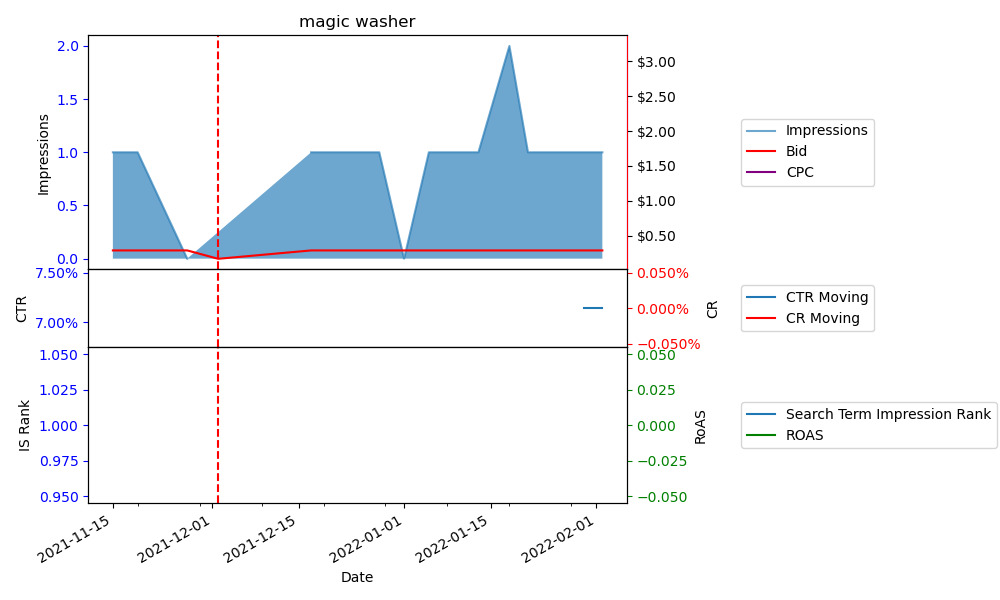 magic washer
Impressions
2.0
1.5
1.0
0.5
0.0
$3.00
$2.50
$2.00
$1.50
$1.00
$0.50
Impressions
Bid
CPC
CTR
7.50%
7.00%
0.050%
0.000%
−0.050%
CR
CTR Moving
CR Moving
IS Rank
1.050
1.025
1.000
0.975
0.950
0.050
0.025
0.000
−0.025
−0.050
RoAS
Search Term Impression Rank
ROAS
2021-11-15
2021-12-01
2021-12-15
2022-01-01
2022-01-15
2022-02-01
Date